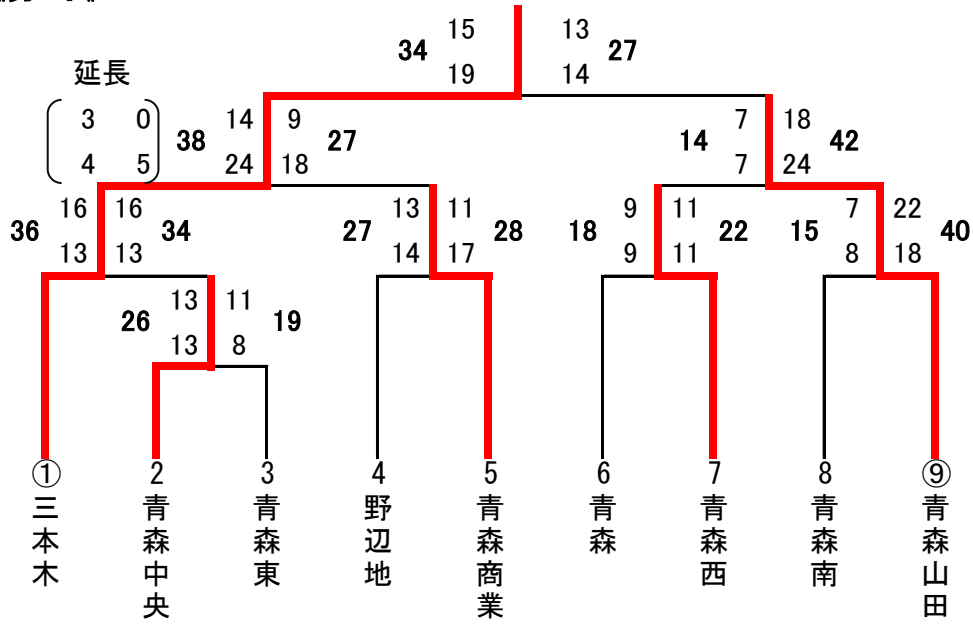 15 13
34 27
19 14
延長
3 0 14 9 7 18
38 27 14 42
4 5 24 18 7 24
16 16 13 11 9 11 7 22
36 34 27 28 18 22 15 40
13 13 14 17 9 11 8 18
13 11
26 19
13 8
① 2 3 4 5 6 7 8 ⑨
三本木
青森中央
青森東
野辺地
青森商業
青森
青森西
青森南
青森山田